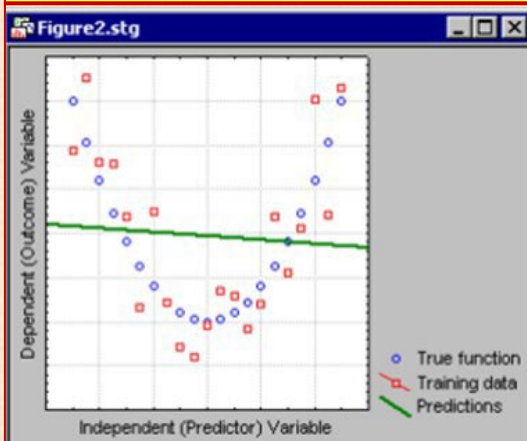 Figure2.stg
Dependent (Outcome) Variable
True function
Training data
Predictions
Independent (Predictor) Variable